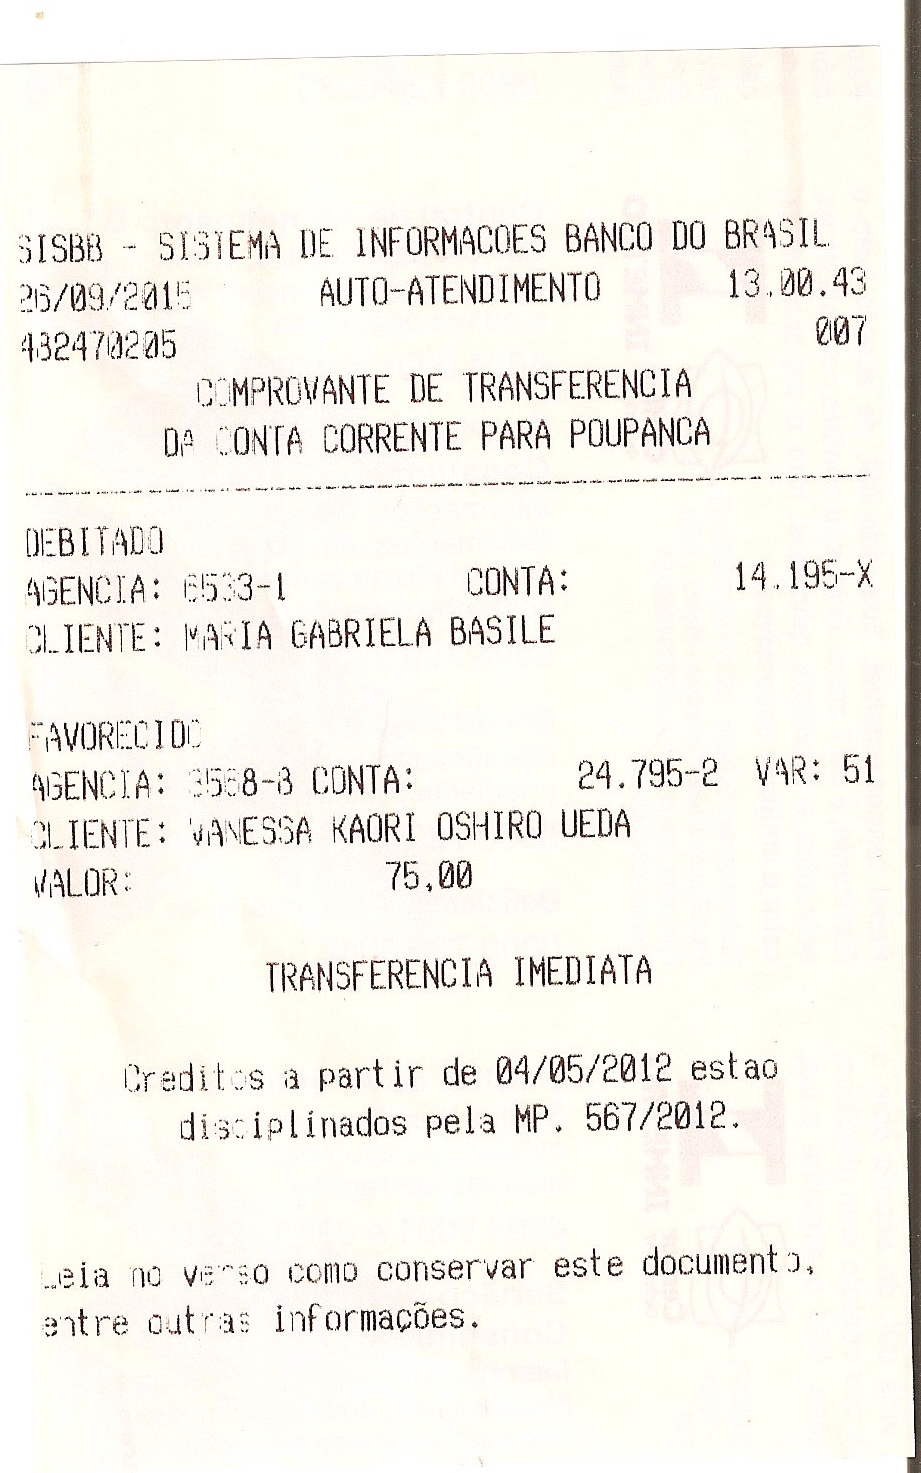 SISBB - SISTEMA DE INFORMACOES BANCO DO BRASIL
26/09/2015 AUTO-ATENDIMENTO 13.00.43
432470205 007
COMPROVANTE DE TRANSFERENCIA
DA CONTA CORRENTE PARA POUPANCA
DEBITADO
AGENCIA: 6533-1 CONTA: 14.195-X
CLIENTE: MARIA GABRIELA BASILE
FAVORECIDO
AGENCIA: CONTA: 24.795-2 VAR: 51
CLIENTE: VANESSA KAORI OSHIRO UEDA
VALOR: 75,00
TRANSFERENCIA IMEDIATA
Creditos a partir de 04/05/2012 estao
disciplinados pela MP. 567/2012.
Leia no verso como conservar este documento,
entre outras informações.